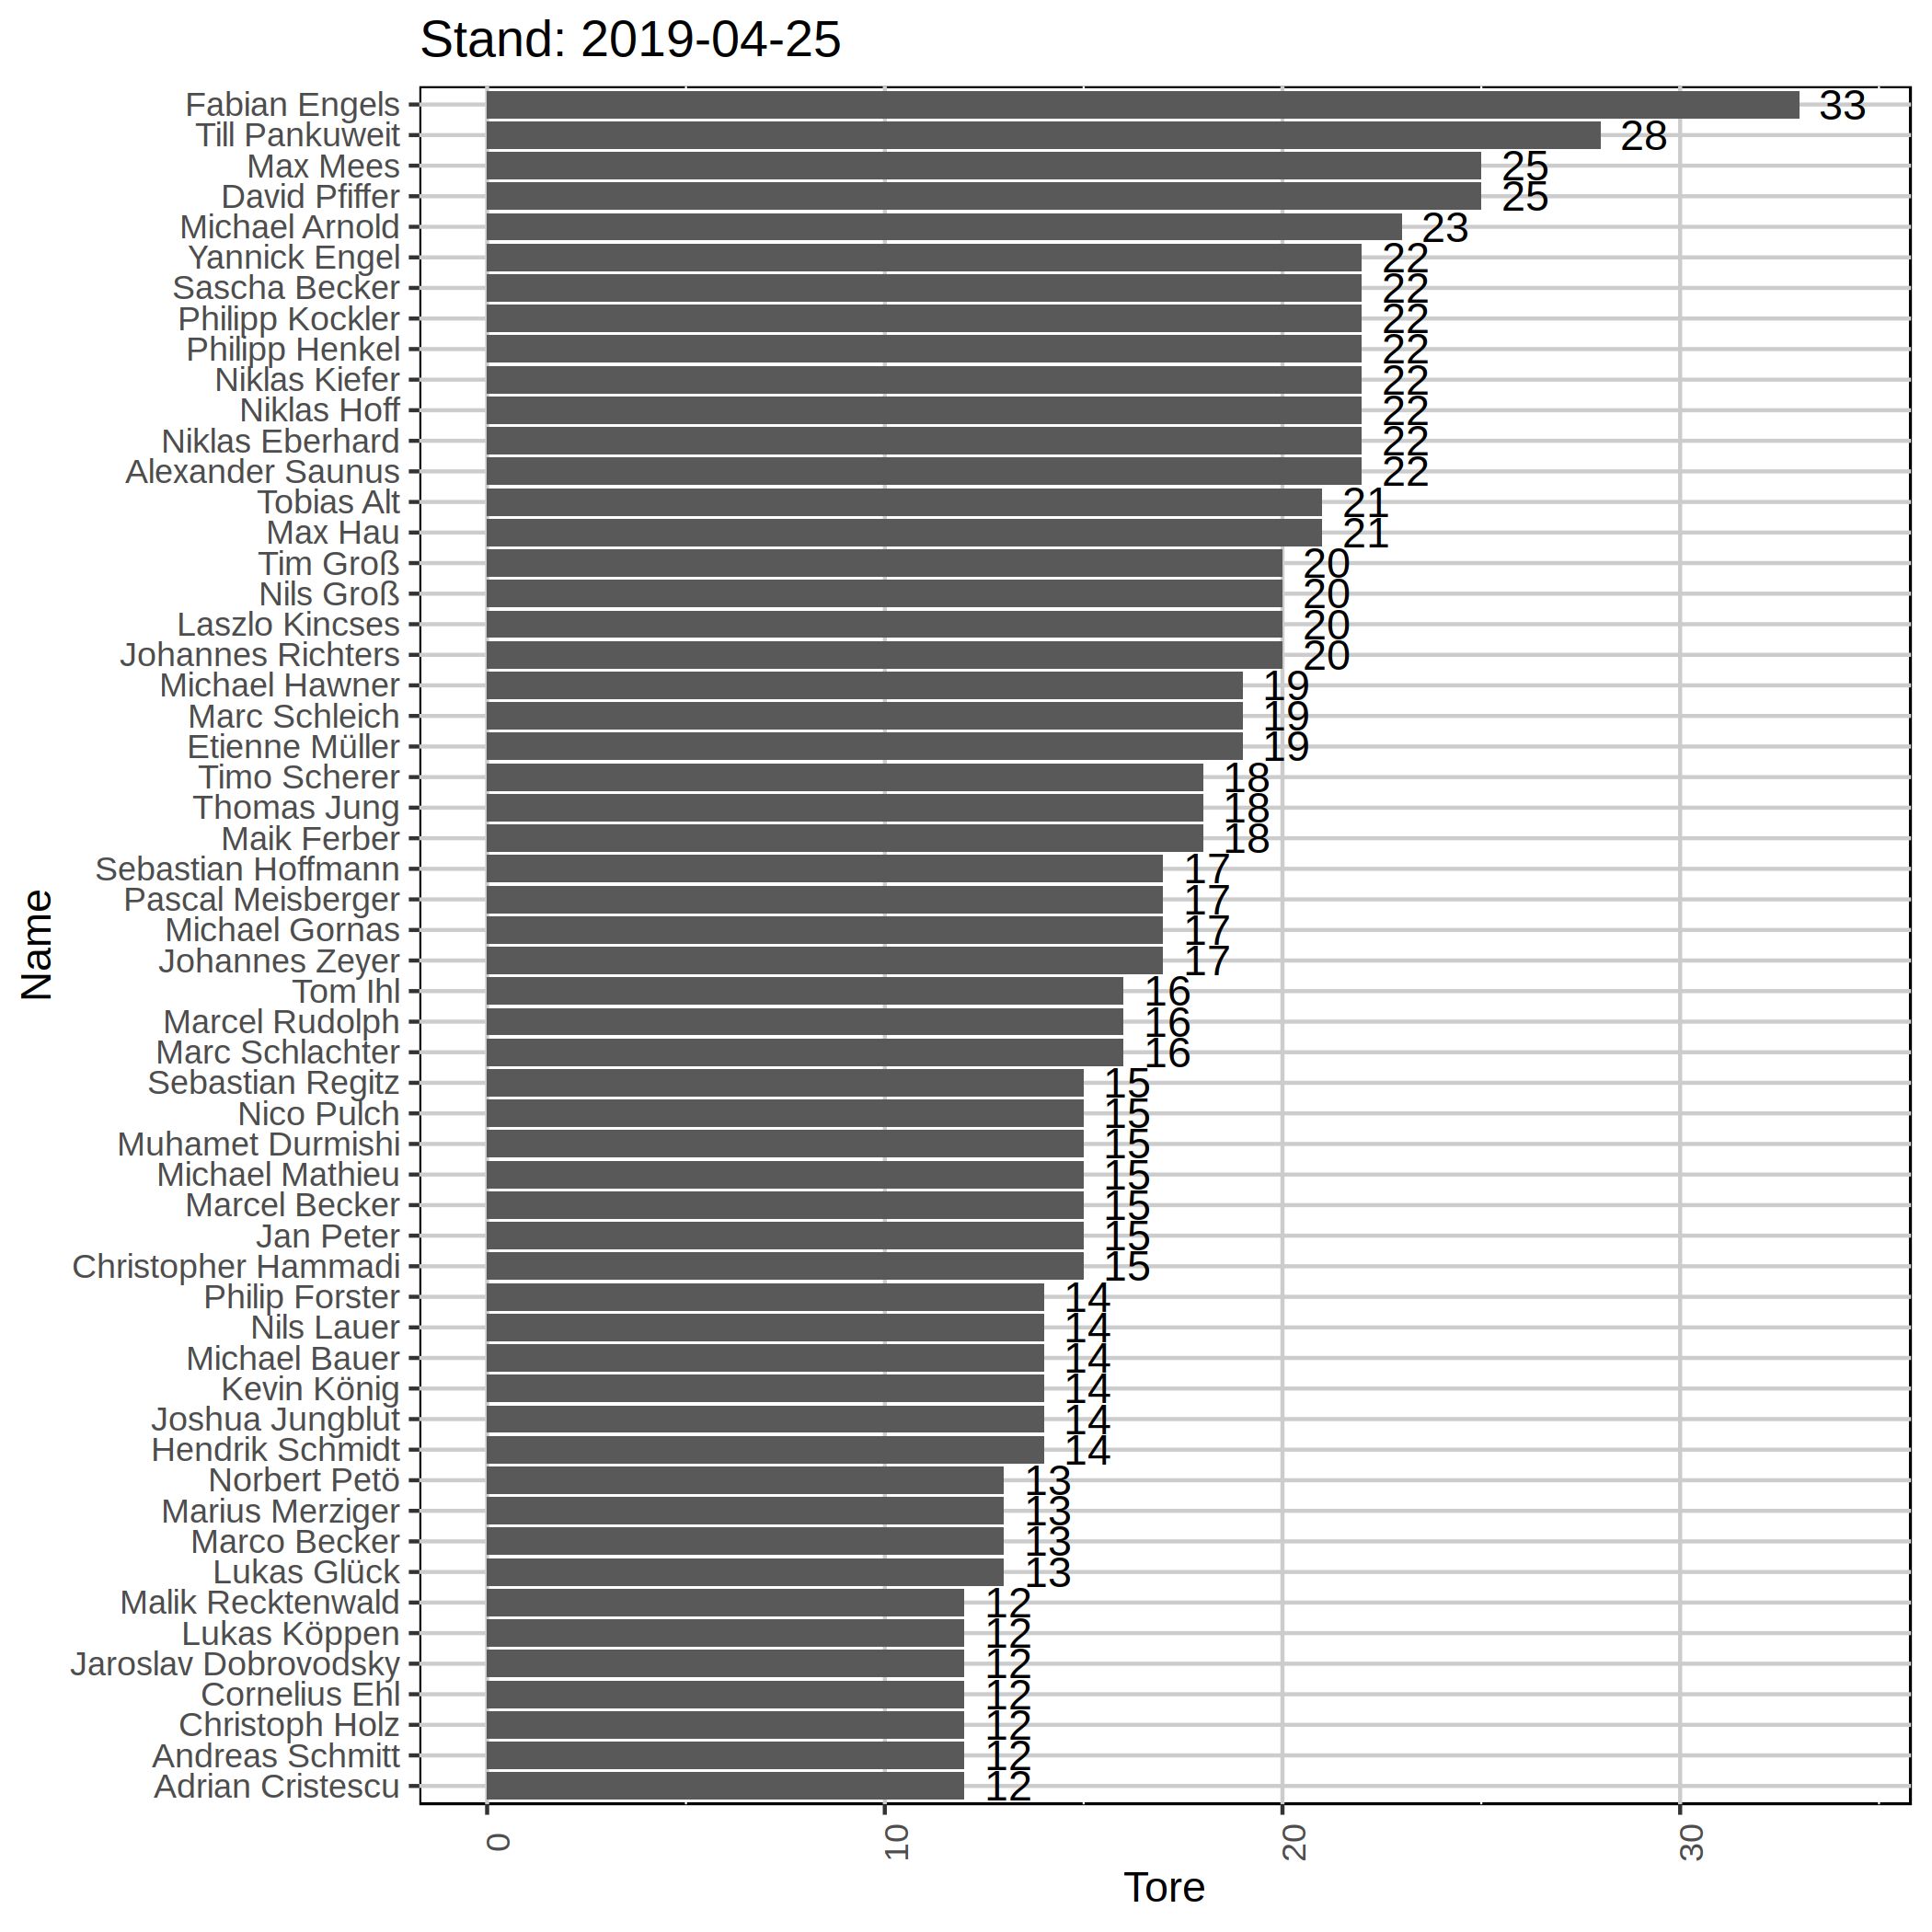 Stand: 2019-04-25
Fabian Engels 33
Till Pankuweit 28
Max Mees 25
David Pfiffer 25
Michael Arnold 23
Yannick Engel 22
Sascha Becker 22
Philipp Kockler 22
Philipp Henkel 22
Niklas Kiefer 22
Niklas Hoff 22
Niklas Eberhard 22
Alexander Saunus 22
Tobias Alt 21
Max Hau 21
Tim Groß 20
Nils Groß 20
Laszlo Kincses 20
Johannes Richters 20
Michael Hawner 19
Marc Schleich 19
Etienne Müller 19
Timo Scherer 18
Thomas Jung 18
Maik Ferber 18
Sebastian Hoffmann 17
Pascal Meisberger 17
Michael Gornas 17
Johannes Zeyer 17
Tom Ihl 16
Marcel Rudolph 16
Marc Schlachter 16
Sebastian Regitz 15
Nico Pulch 15
Muhamet Durmishi 15
Michael Mathieu 15
Marcel Becker 15
Jan Peter 15
Christopher Hammadi 15
Philip Forster 14
Nils Lauer 14
Michael Bauer 14
Kevin König 14
Joshua Jungblut 14
Hendrik Schmidt 14
Norbert Petö 13
Marius Merziger 13
Marco Becker 13
Lukas Glück 13
Malik Recktenwald 12
Lukas Köppen 12
Jaroslav Dobrovodsky 12
Cornelius Ehl 12
Christoph Holz 12
Andreas Schmitt 12
Adrian Cristescu 12
Name
0 10 20 30
Tore